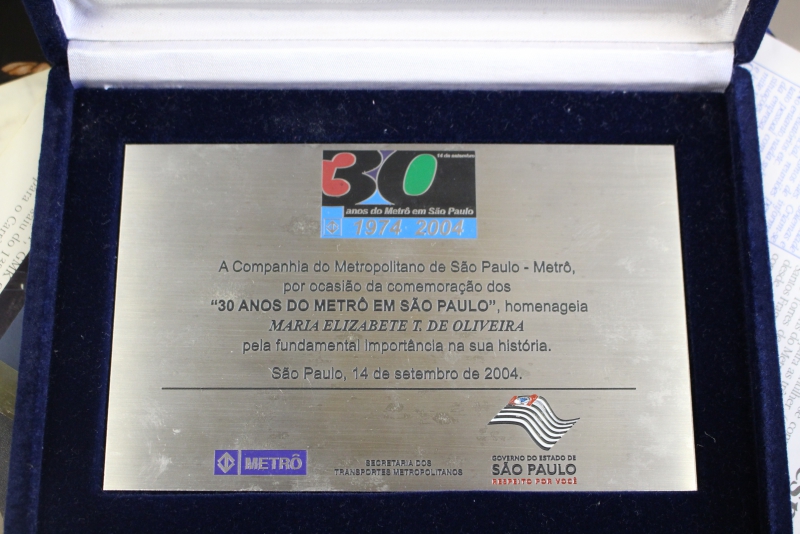 30
14 de setembro
anos do Metrô em São Paulo
1974 2004
A Companhia do Metropolitano de São Paulo - Metrô,
por ocasião da comemoração dos
“30 ANOS DO METRÔ EM SÃO PAULO”, homenageia
MARIA ELIZABETE T. DE OLIVEIRA
pela fundamental importância na sua história.
São Paulo, 14 de setembro de 2004.
METRÔ
SECRETARIA DOS
TRANSPORTES METROPOLITANOS
GOVERNO DO ESTADO DE
SÃO PAULO
RESPEITO POR VOCÊ